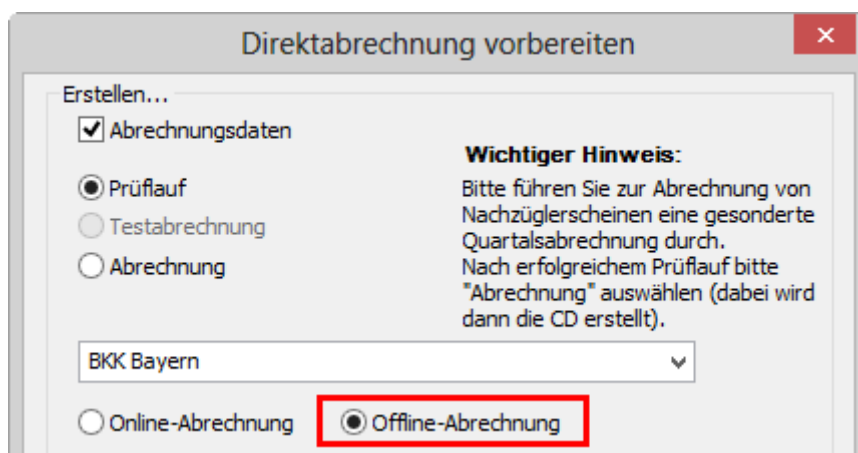 Direktabrechnung vorbereiten
Erstellen...
Abrechnungsdaten
Prüflauf
Testabrechnung
Abrechnung
Wichtiger Hinweis:
Bitte führen Sie zur Abrechnung von
Nachzüglerscheinen eine gesonderte
Quartalsabrechnung durch.
Nach erfolgreichem Prüflauf bitte
"Abrechnung" auswählen (dabei wird
dann die CD erstellt).
BKK Bayern
Online-Abrechnung
Offline-Abrechnung